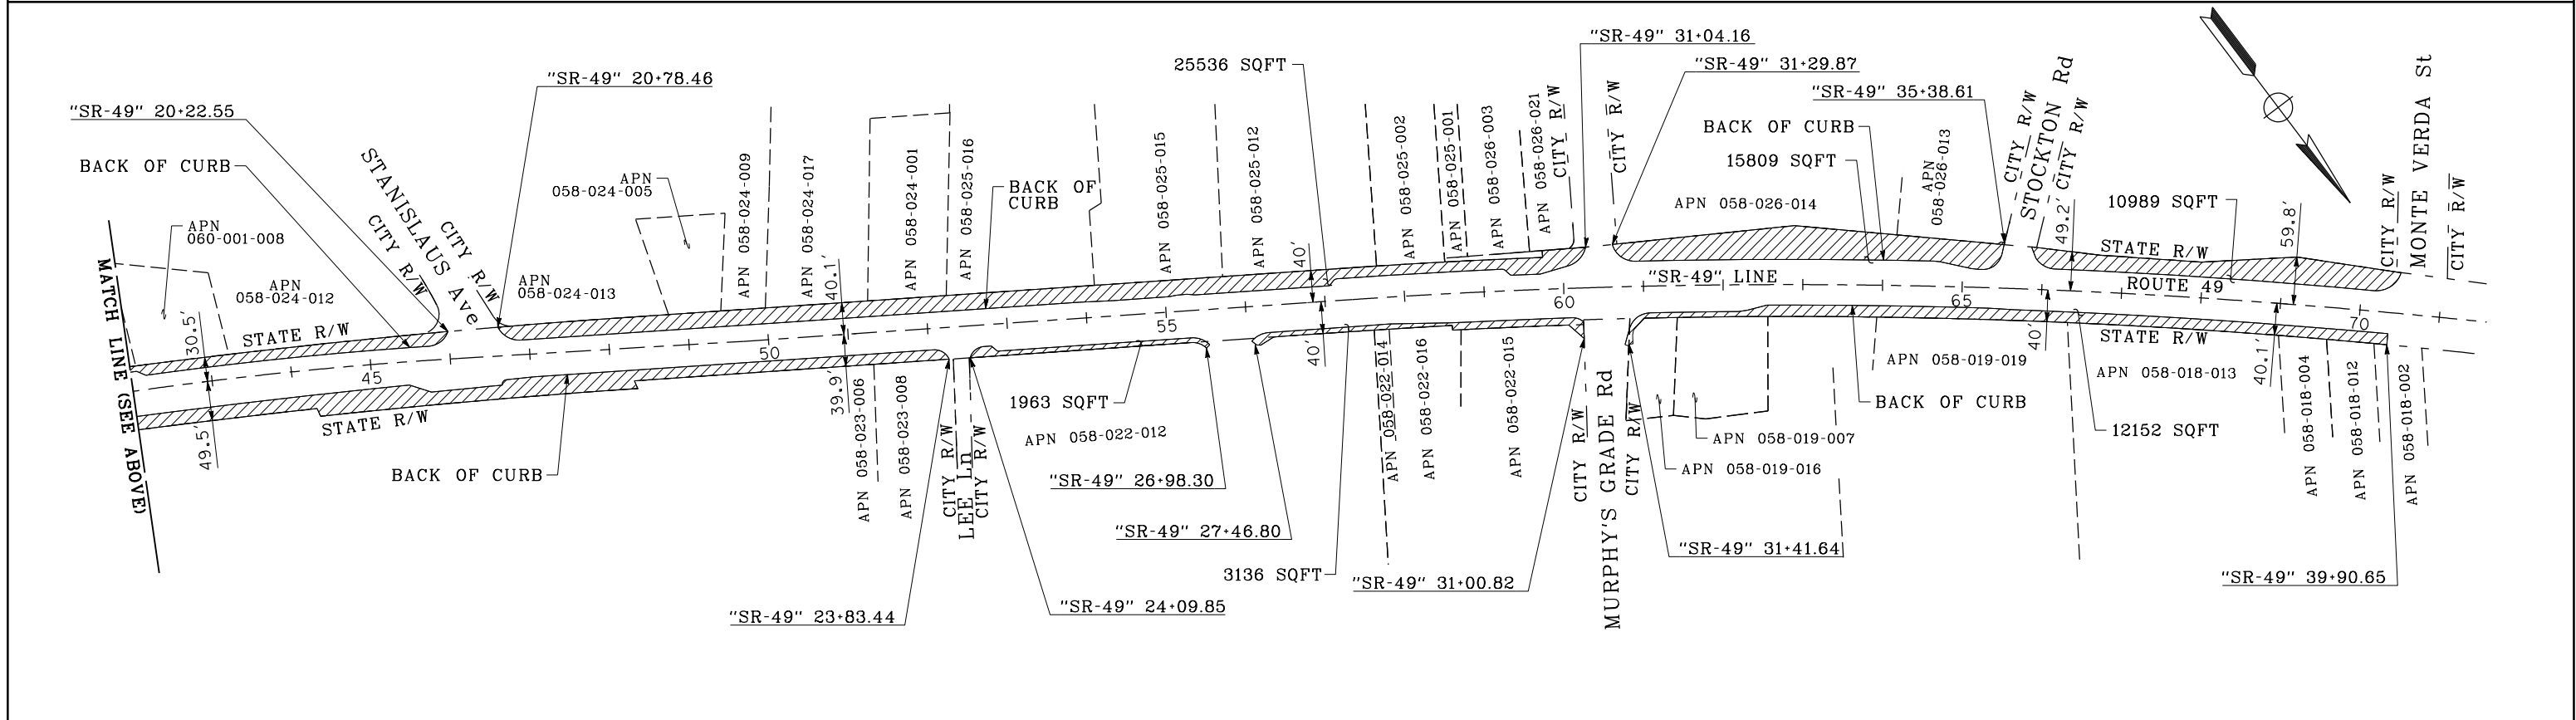 "SR-49" 20+22.55
BACK OF CURB
APN
060-001-008
APN
058-024-012
MATCH LINE (SEE ABOVE)
30.5'
49.5'
STATE R/W
STATE R/W
45
STANISLAUS Ave
CITY R/W
CITY R/W
"SR-49" 20+78.46
APN
058-024-013
APN
058-024-005
BACK OF CURB
APN 058-024-009
APN 058-024-017
50
40.1'
39.9'
APN 058-024-001
APN 058-025-016
BACK OF
CURB
APN 058-023-006
APN 058-023-008
CITY R/W
LEE Ln
CITY R/W
"SR-49" 23+83.44
"SR-49" 24+09.85
1963 SQFT
APN 058-022-012
"SR-49" 26+98.30
"SR-49" 27+46.80
3136 SQFT
APN 058-025-015
55
APN 058-025-012
25536 SQFT
40'
40'
APN 058-025-002
APN 058-025-001
APN 058-026-003
APN 058-026-021
CITY R/W
CITY R/W
"SR-49" 31+04.16
"SR-49" 31+29.87
"SR-49" 35+38.61
60
"SR-49" LINE
APN 058-022-014
APN 058-022-016
APN 058-022-015
"SR-49" 31+00.82
CITY R/W
MURPHY'S GRADE Rd
CITY R/W
"SR-49" 31+41.64
APN 058-019-007
APN 058-019-016
BACK OF CURB
15809 SQFT
APN 058-026-014
APN
058-026-013
65
BACK OF CURB
APN 058-019-019
CITY R/W
STOCKTON Rd
CITY R/W
49.2'
40'
10989 SQFT
STATE R/W
ROUTE 49
STATE R/W
APN 058-018-013
12152 SQFT
59.8'
40.1'
70
APN 058-018-004
APN 058-018-012
APN 058-018-002
"SR-49" 39+90.65
CITY R/W
MONTE VERDA St
CITY R/W